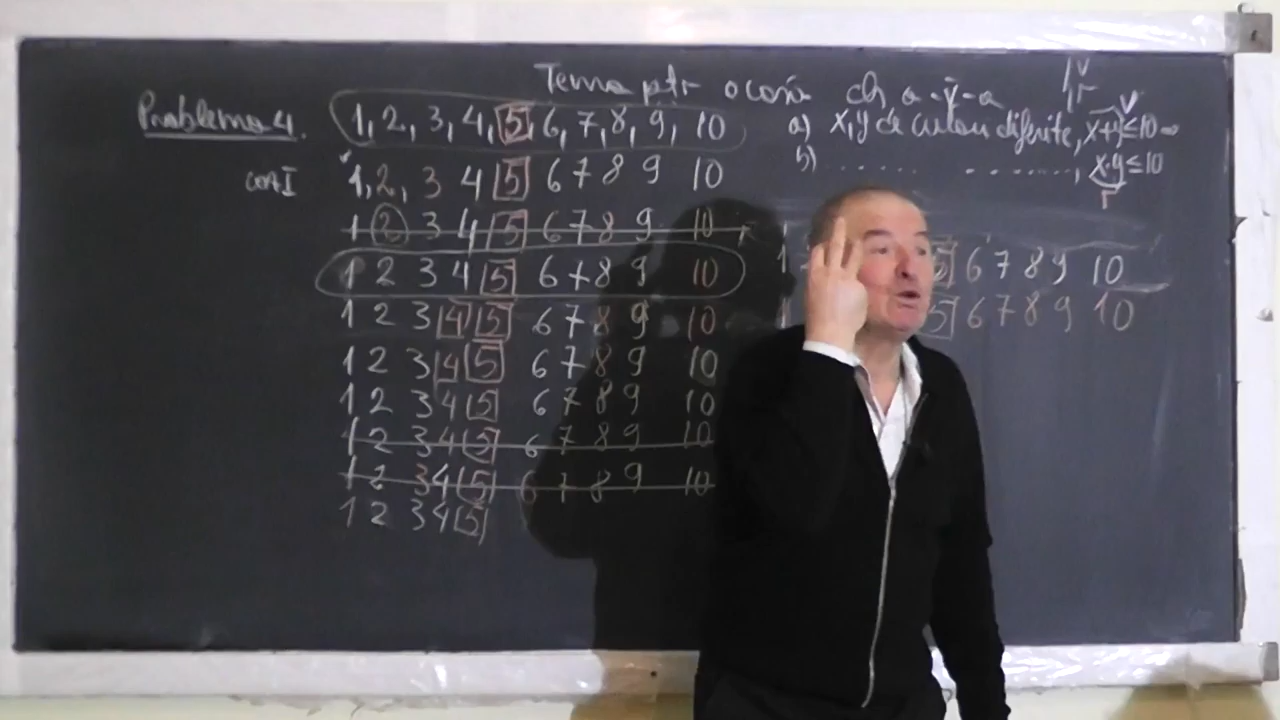 Tema ptr acasă
Problema 4. 1, 2, 3, 4, 5, 6, 7, 8, 9, 10
a) x, y de culori diferite, x+y ≤ 10
v
b) . . . . . . . . . . . . . . , x·y ≤ 10
r
caz I 1, 2, 3 4 5 6 7 8 9 10
1 2 3 4 5 6 7 8 9 10
1 2 3 4 5 6 7 8 9 10
1 2 3 4 5 6 7 8 9 10
1 2 3 4 5 6 7 8 9 10
1 2 3 4 5 6 7 8 9 10
1 2 3 4 5 6 7 8 9 10
1 2 3 4 5 6 7 8 9 10
1 2 3 4 5
1 5 6 7 8 9 10
1 5 6 7 8 9 10